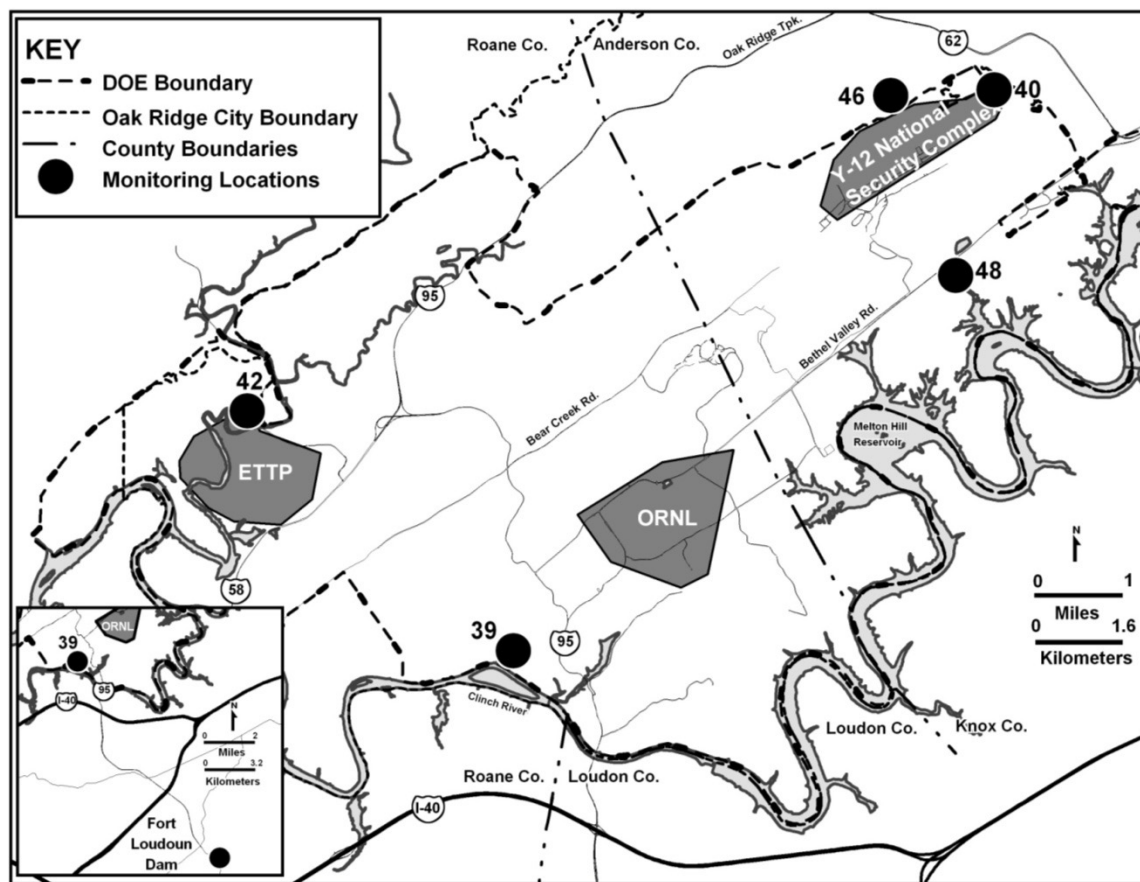 KEY
DOE Boundary
Oak Ridge City Boundary
County Boundaries
Monitoring Locations
Roane Co.
Anderson Co.
Oak Ridge Tpk.
62
46
40
Y-12 National
Security Complex
48
95
Bethel Valley Rd.
Bear Creek Rd.
42
ETTP
Melton Hill
Reservoir
ORNL
N
0 1
Miles
0 1.6
Kilometers
58
39
95
Clinch River
Loudon Co.
Knox Co.
Roane Co.
Loudon Co.
I-40
ORNL
39
95
I-40
N
0 2
Miles
0 3.2
Kilometers
Fort
Loudoun
Dam